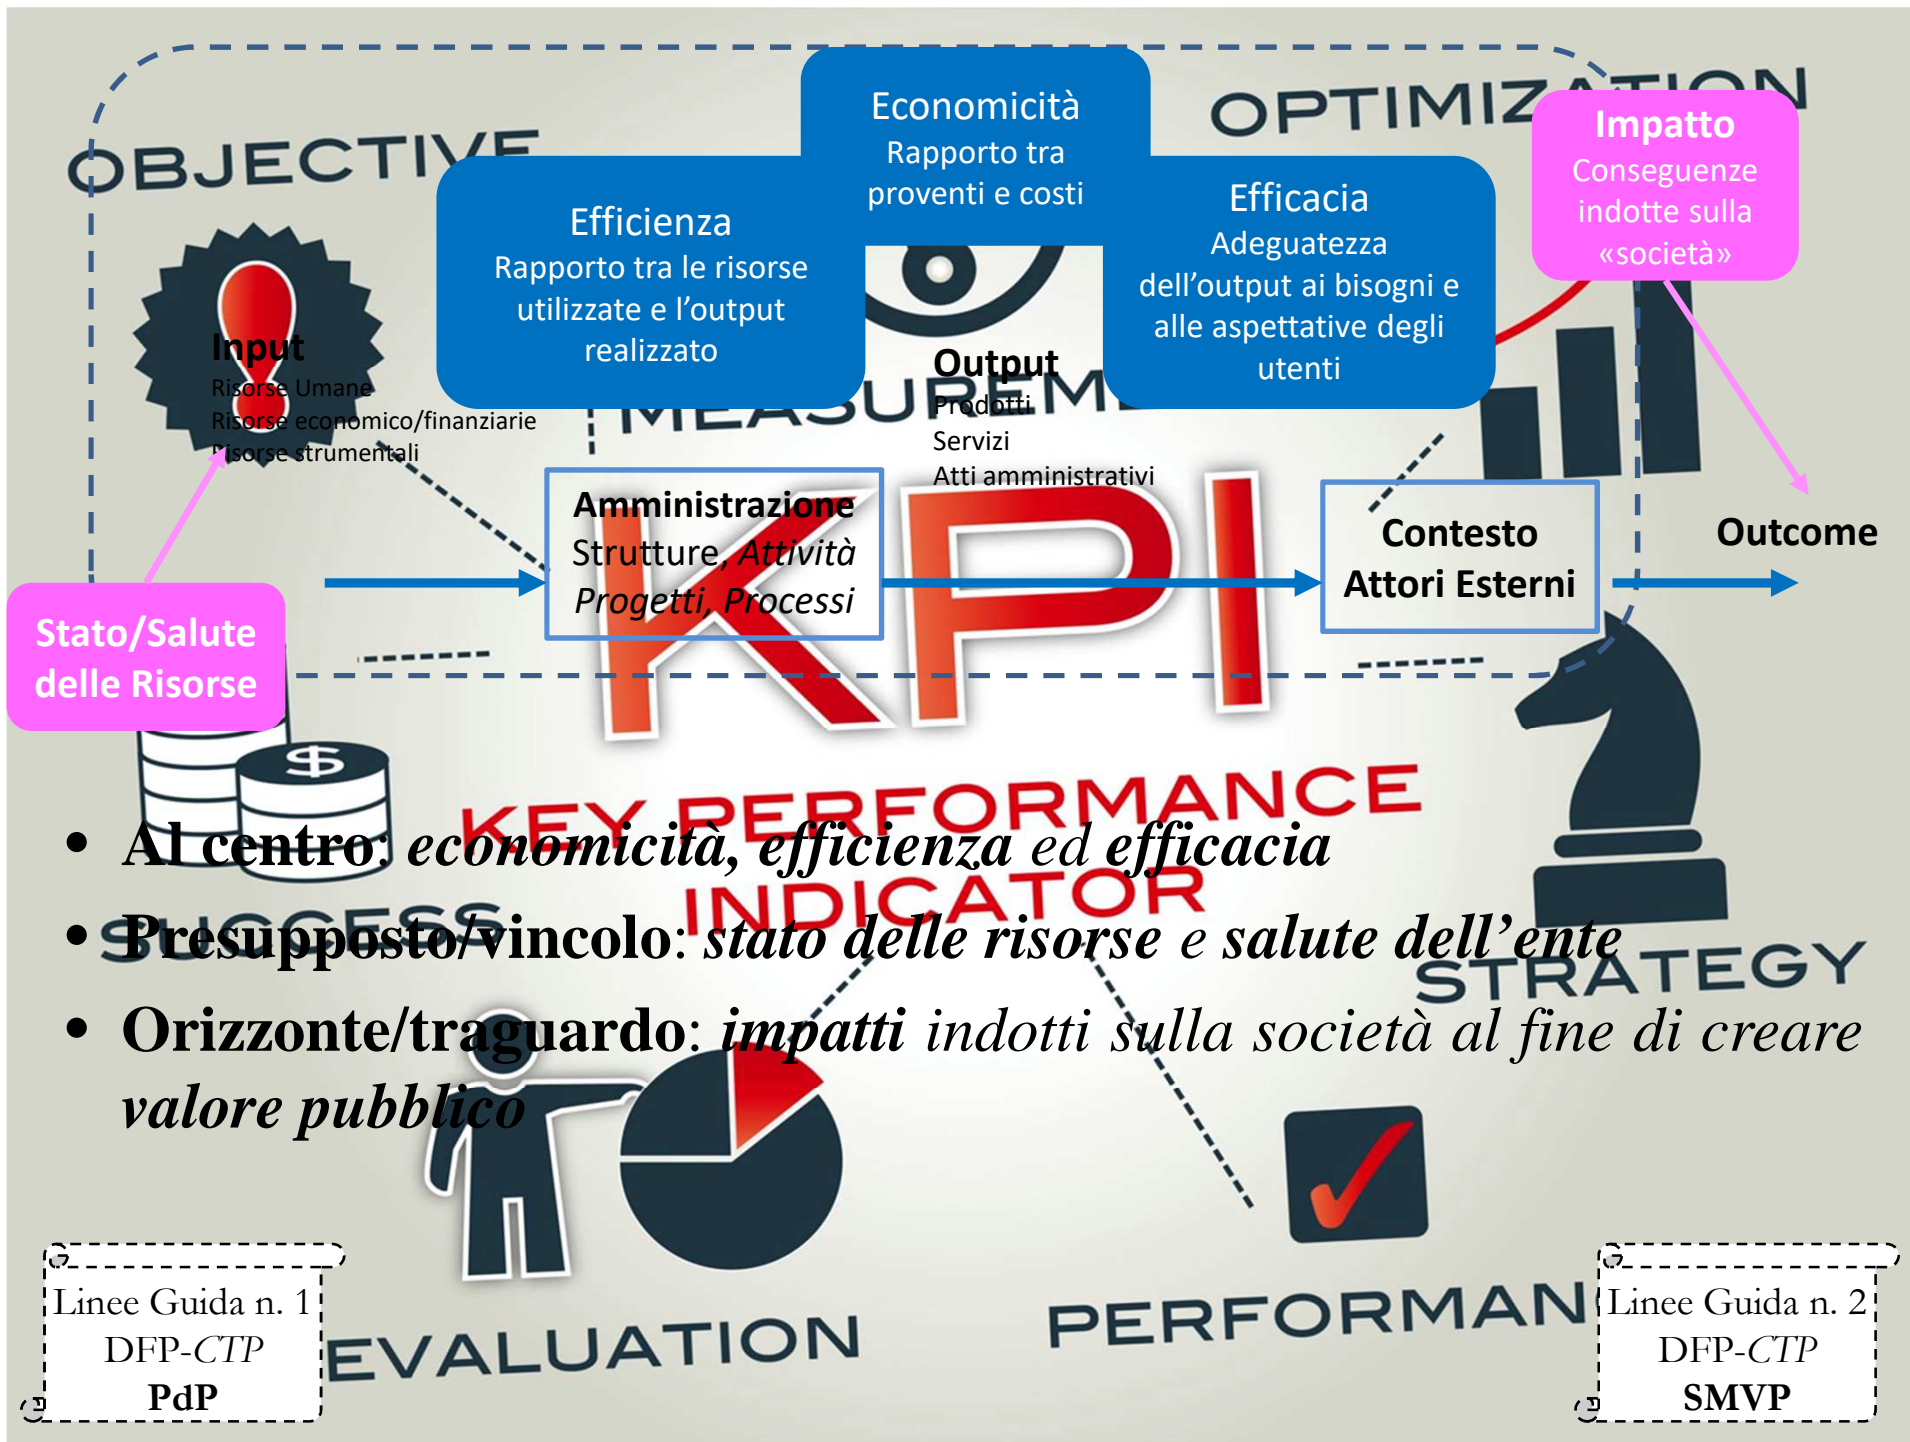 OBJECTIVE
OPTIMIZATION
Economicità
Rapporto tra
proventi e costi
Impatto
Conseguenze
indotte sulla
«società»
Efficienza
Rapporto tra le risorse
utilizzate e l’output
realizzato
Efficacia
Adeguatezza
dell’output ai bisogni e
alle aspettative degli
utenti
Input
Risorse Umane
Risorse economico/finanziarie
Risorse strumentali
Output
Prodotti
Servizi
Atti amministrativi
MEASUREM
Amministrazione
Strutture, Attività
Progetti, Processi
KPI
Contesto
Attori Esterni
Outcome
Stato/Salute
delle Risorse
KEY PERFORMANCE
INDICATOR
• Al centro: economicità, efficienza ed efficacia
SUCCESS
• Presupposto/vincolo: stato delle risorse e salute dell’ente
STRATEGY
• Orizzonte/traguardo: impatti indotti sulla società al fine di creare
valore pubblico
Linee Guida n. 1
DFP-CTP
PdP
EVALUATION
PERFORMAN
Linee Guida n. 2
DFP-CTP
SMVP